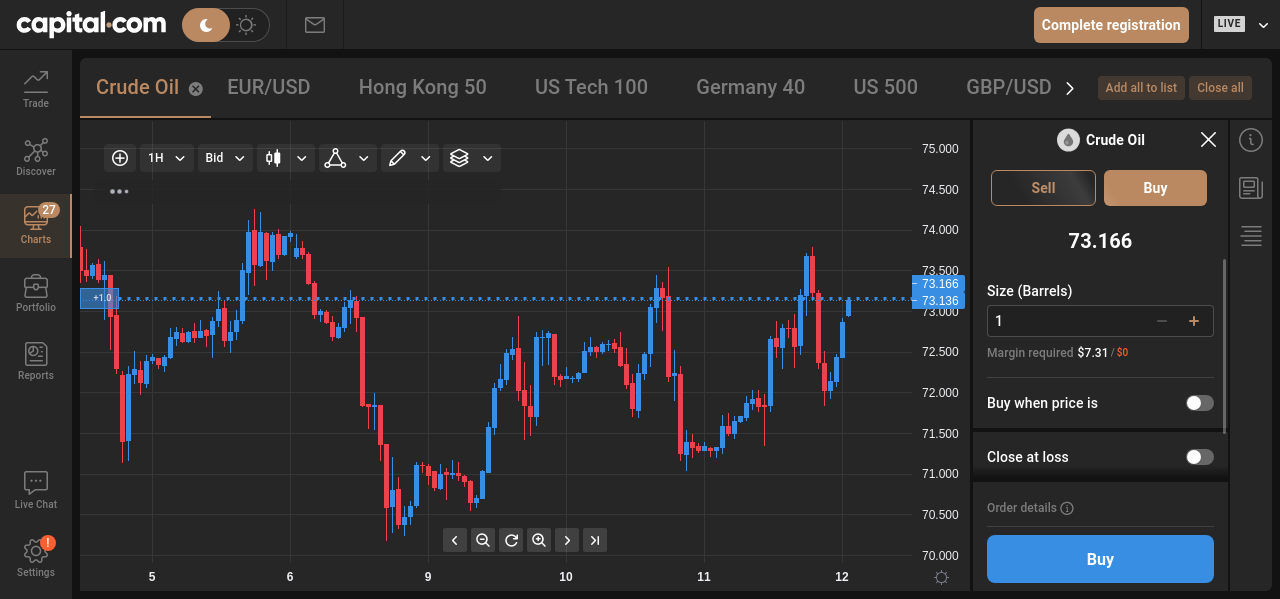 capital.com
Complete registration
LIVE
Trade
Discover
27
Charts
Portfolio
Reports
Live Chat
!
Settings
Crude Oil
EUR/USD
Hong Kong 50
US Tech 100
Germany 40
US 500
GBP/USD
Add all to list
Close all
1H
Bid
+1.0
75.000
74.500
74.000
73.500
73.166
73.136
73.000
72.500
72.000
71.500
71.000
70.500
70.000
5
6
9
10
11
12
Crude Oil
Sell
Buy
73.166
Size (Barrels)
1
Margin required $7.31 / $0
Buy when price is
Close at loss
Order details
Buy